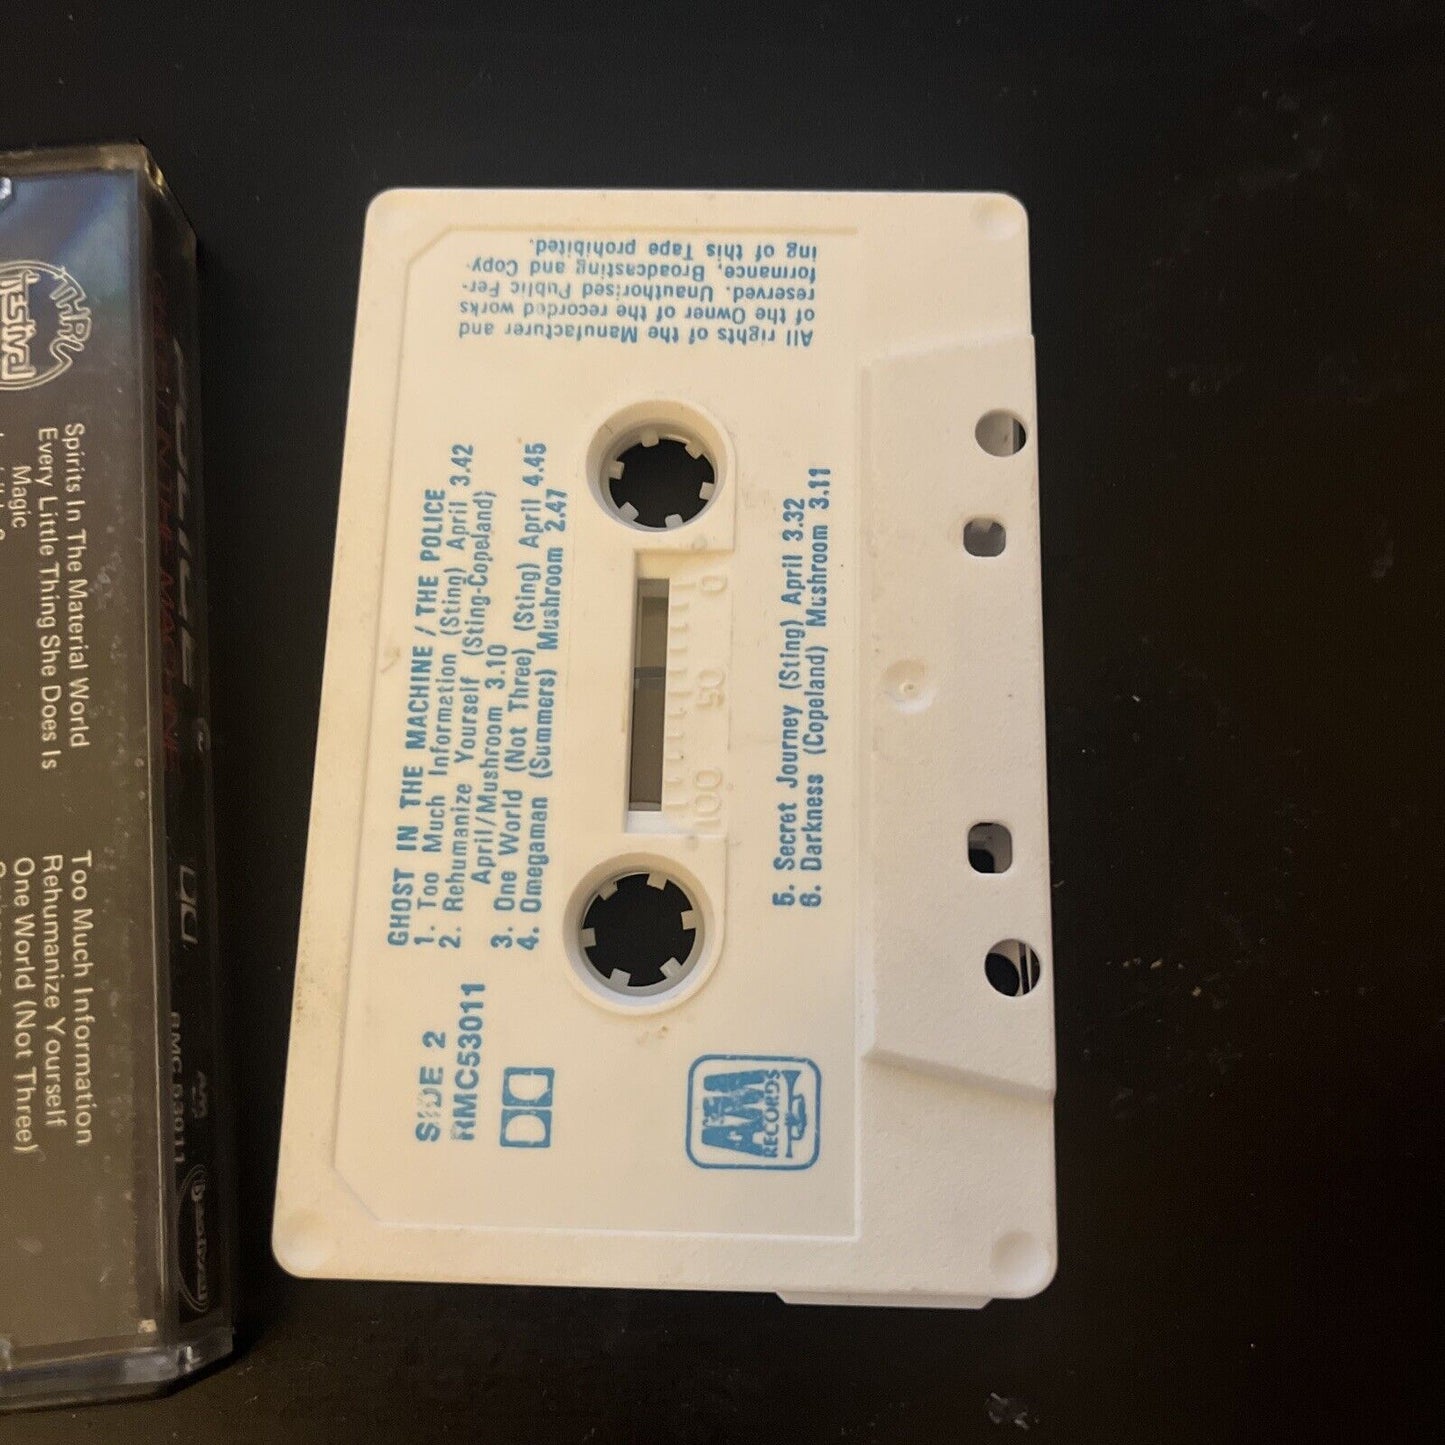 GHOST IN THE MACHINE / THE POLICE
1. Too Much Information (Sting) April 3.42
2. Rehumanize Yourself (Sting-Copeland)
April/Mushroom 3.10
3. One World (Not Three) (Sting) April 4.45
4. Omegaman (Summers) Mushroom 2.47
SIDE 2
RMC53011
100 50 0
5. Secret Journey (Sting) April 3.32
6. Darkness (Copeland) Mushroom 3.11
A&M
RECORDS
All rights of the Manufacturer and
of the Owner of the recorded works
reserved. Unauthorised Public Per-
formance, Broadcasting and Copy-
ing of this Tape prohibited.
festival
Spirits In The Material World
Every Little Thing She Does Is
Magic
Too Much Information
Rehumanize Yourself
One World (Not Three)
POLICE
RMC 53011